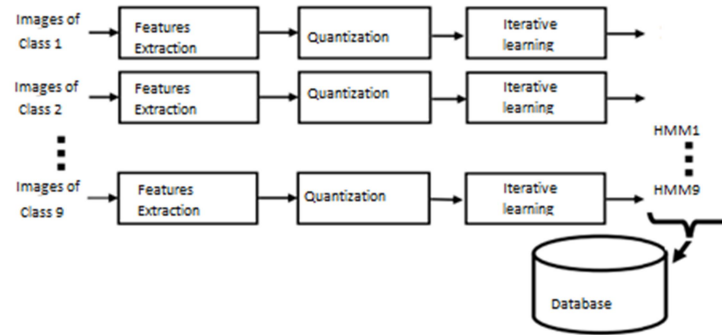 Images of
Class 1
Features
Extraction
Quantization
Iterative
learning
Images of
Class 2
Features
Extraction
Quantization
Iterative
learning
HMM1
Images of
Class 9
Features
Extraction
Quantization
Iterative
learning
HMM9
Database